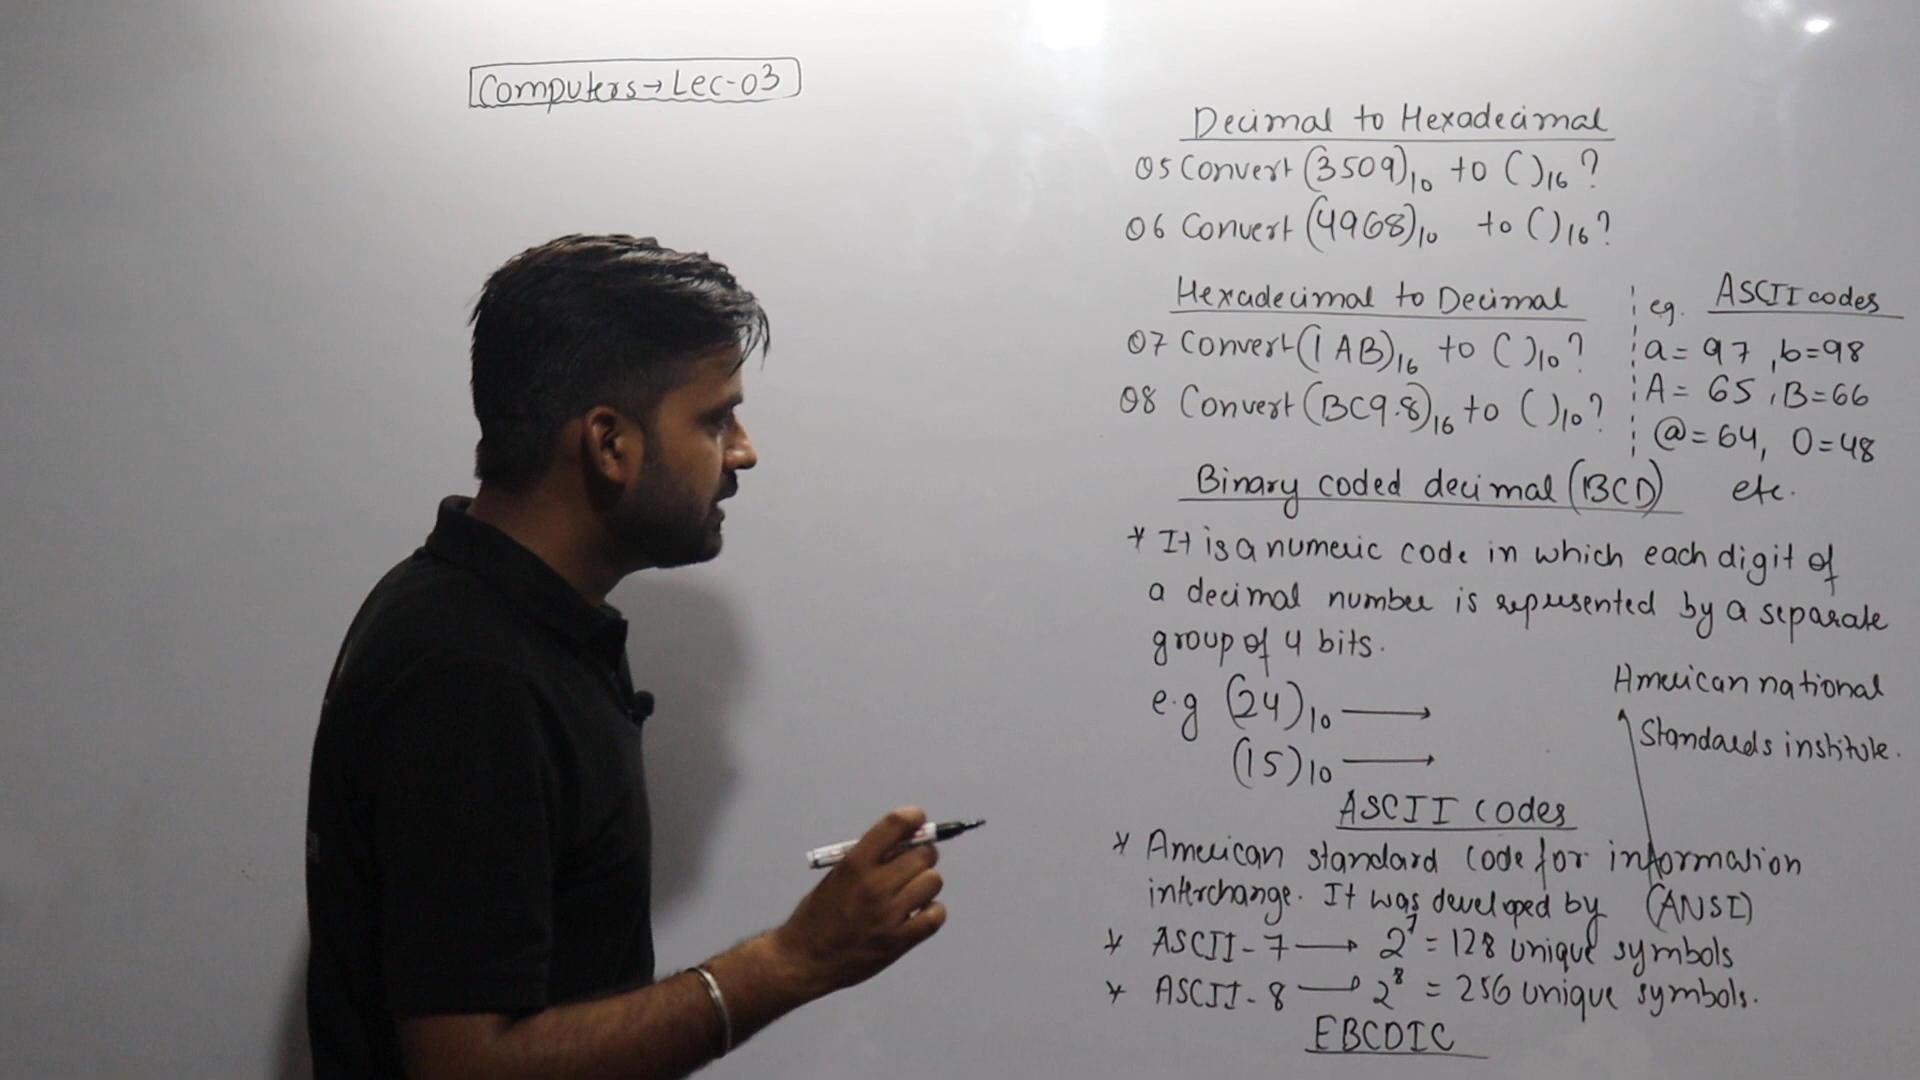 Computers → Lec-03
Decimal to Hexadecimal
Q5 Convert (3509)₁₀ to ( )₁₆ ?
Q6 Convert (4968)₁₀ to ( )₁₆ ?
Hexadecimal to Decimal
Q7 Convert (1AB)₁₆ to ( )₁₀ ?
Q8 Convert (BC9.8)₁₆ to ( )₁₀ ?
eg. ASCII codes
a = 97, b=98
A = 65, B=66
@ = 64, 0=48
etc.
Binary coded decimal (BCD)
* It is a numeric code in which each digit of
a decimal number is represented by a separate
group of 4 bits.
e.g (24)₁₀ →
(15)₁₀ →
American national
Standards institute.
ASCII codes
* American standard code for information
interchange. It was developed by (ANSI)
* ASCII-7 → 2⁷ = 128 unique symbols
* ASCII-8 → 2⁸ = 256 unique symbols.
EBCDIC